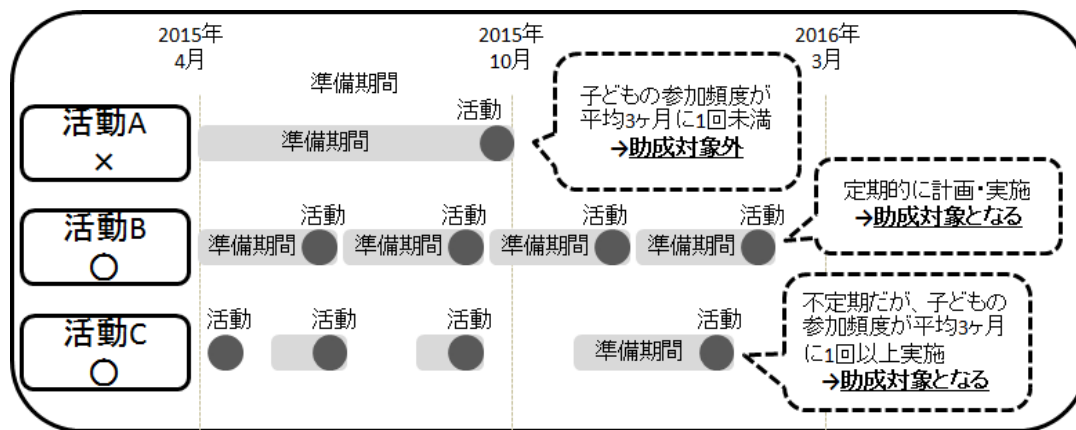 2015年
4月
2015年
10月
2016年
3月
準備期間
活動A
×
準備期間
活動
子どもの参加頻度が
平均3ヶ月に1回未満
→助成対象外
活動B
○
準備期間
活動
準備期間
活動
準備期間
活動
準備期間
活動
定期的に計画・実施
→助成対象となる
活動C
○
活動
活動
活動
準備期間
活動
不定期だが、子どもの
参加頻度が平均3ヶ月
に1回以上実施
→助成対象となる